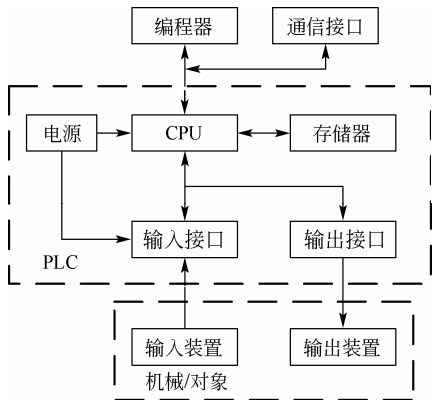 编程器
通信接口
电源
CPU
存储器
输入接口
输出接口
PLC
输入装置
输出装置
机械/对象